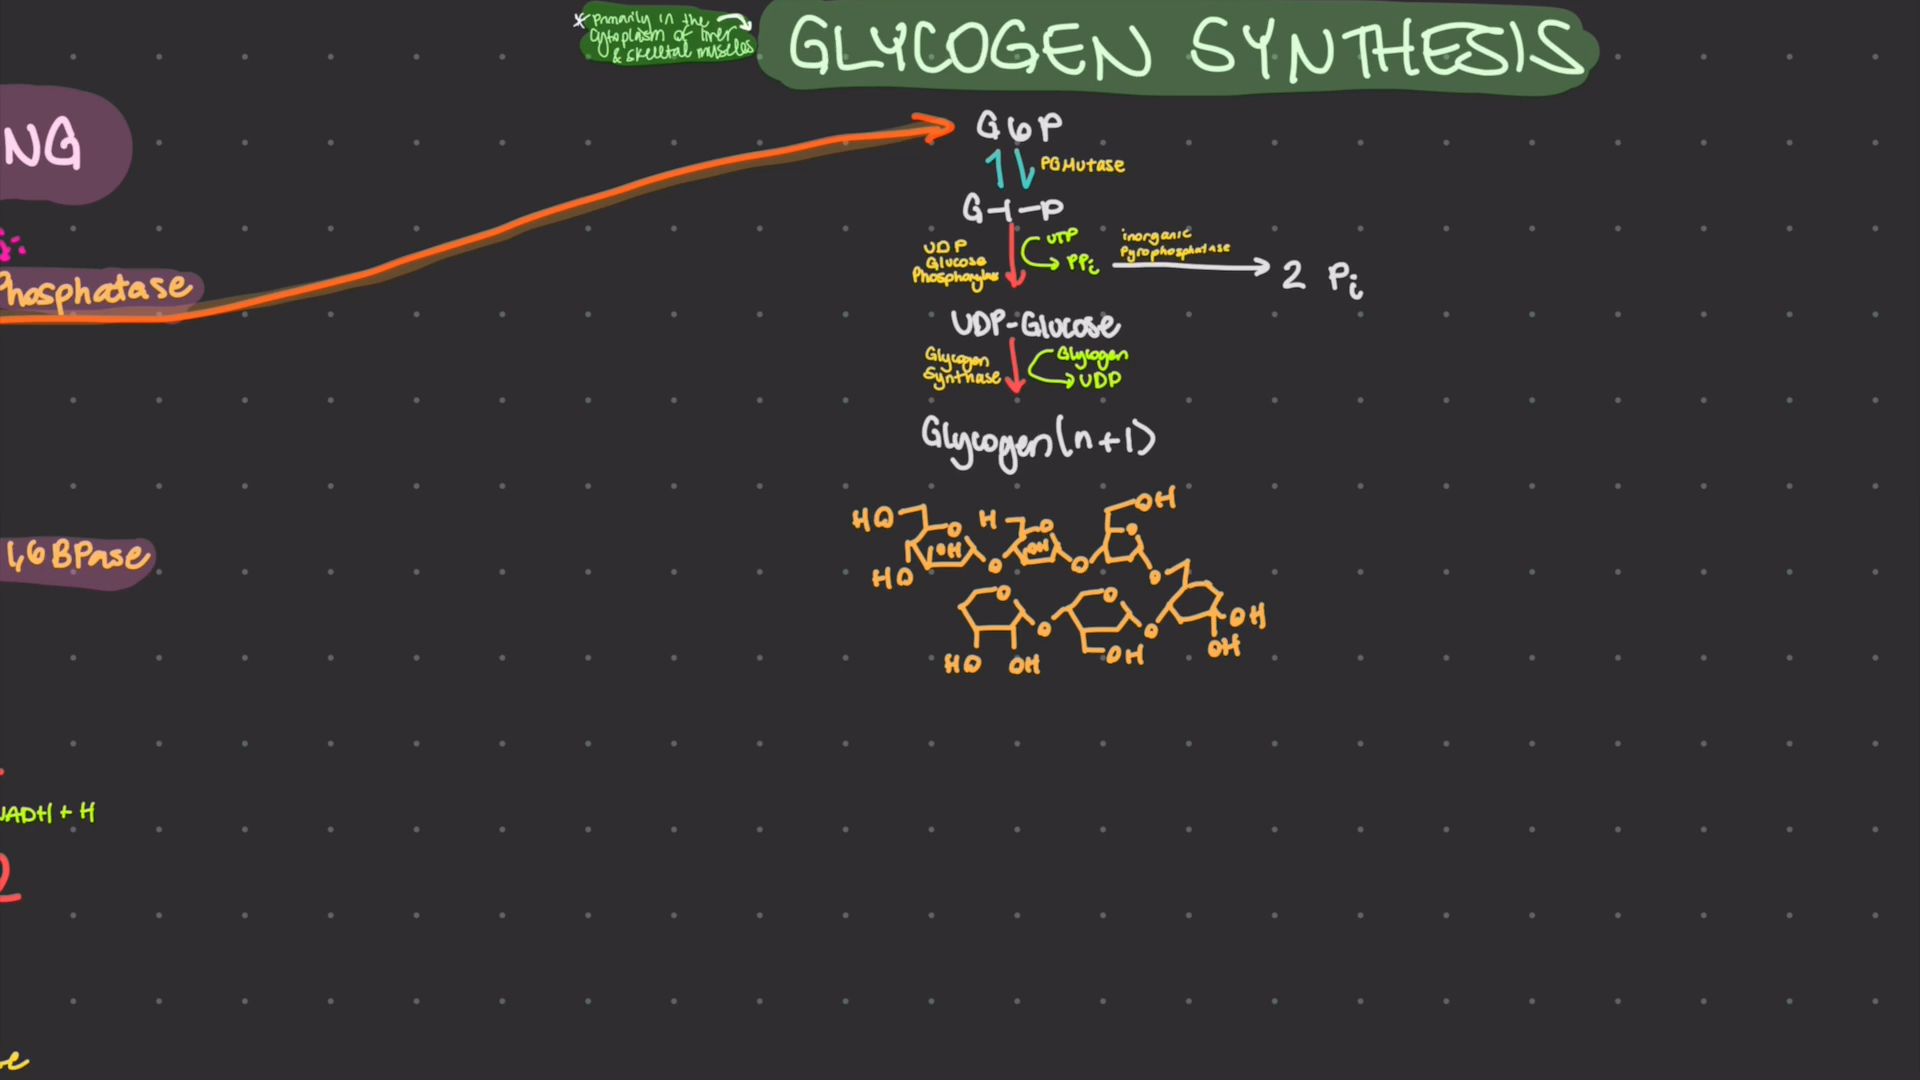 * Primarily in the
cytoplasm of liver
& skeletal muscles
GLYCOGEN SYNTHESIS
NG
G6P
PGMutase
G-1-P
UDP
Glucose
Phosphorylase
UTP
PPi
inorganic
Pyrophosphatase
2 Pi
Phosphatase
UDP-Glucose
Glycogen
Synthase
Glycogen
UDP
Glycogen(n+1)
HO O H O OH
OH OH O
O O
HO O
1,6 BPase
O O
O O OH
HO OH OH OH
NADH + H
2
e